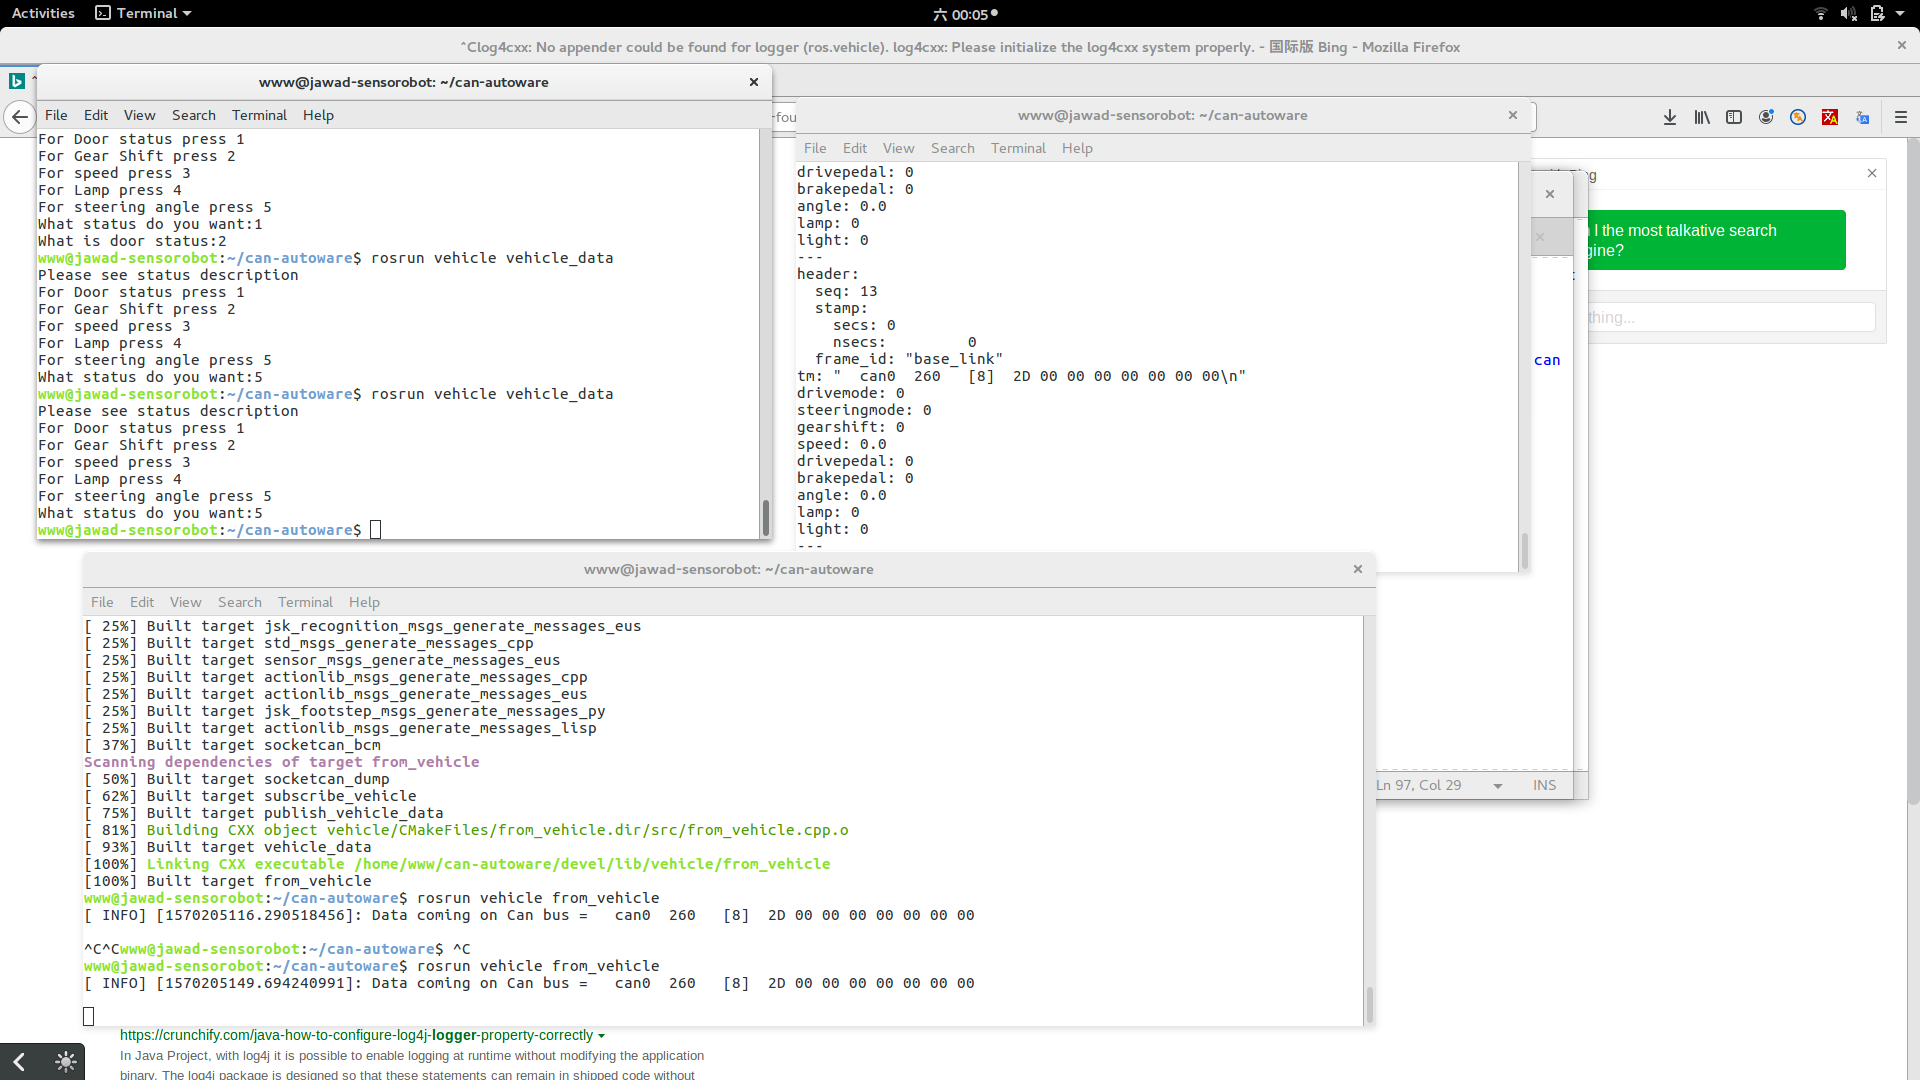 Activities
Terminal
六 00:05
^Clog4cxx: No appender could be found for logger (ros.vehicle). log4cxx: Please initialize the log4cxx system properly. - 国际版 Bing - Mozilla Firefox
www@jawad-sensorobot: ~/can-autoware
File Edit View Search Terminal Help
For Door status press 1
For Gear Shift press 2
For speed press 3
For Lamp press 4
For steering angle press 5
What status do you want:1
What is door status:2
www@jawad-sensorobot:~/can-autoware$ rosrun vehicle vehicle_data
Please see status description
For Door status press 1
For Gear Shift press 2
For speed press 3
For Lamp press 4
For steering angle press 5
What status do you want:5
www@jawad-sensorobot:~/can-autoware$ rosrun vehicle vehicle_data
Please see status description
For Door status press 1
For Gear Shift press 2
For speed press 3
For Lamp press 4
For steering angle press 5
What status do you want:5
www@jawad-sensorobot:~/can-autoware$
-fou
www@jawad-sensorobot: ~/can-autoware
File Edit View Search Terminal Help
drivepedal: 0
brakepedal: 0
angle: 0.0
lamp: 0
light: 0
---
header:
  seq: 13
  stamp:
    secs: 0
    nsecs:         0
  frame_id: "base_link"
tm: "  can0  260   [8]  2D 00 00 00 00 00 00 00\n"
drivemode: 0
steeringmode: 0
gearshift: 0
speed: 0.0
drivepedal: 0
brakepedal: 0
angle: 0.0
lamp: 0
light: 0
---
I the most talkative search
gine?
thing...
can
Ln 97, Col 29
INS
www@jawad-sensorobot: ~/can-autoware
File Edit View Search Terminal Help
[ 25%] Built target jsk_recognition_msgs_generate_messages_eus
[ 25%] Built target std_msgs_generate_messages_cpp
[ 25%] Built target sensor_msgs_generate_messages_eus
[ 25%] Built target actionlib_msgs_generate_messages_cpp
[ 25%] Built target actionlib_msgs_generate_messages_eus
[ 25%] Built target jsk_footstep_msgs_generate_messages_py
[ 25%] Built target actionlib_msgs_generate_messages_lisp
[ 37%] Built target socketcan_bcm
Scanning dependencies of target from_vehicle
[ 50%] Built target socketcan_dump
[ 62%] Built target subscribe_vehicle
[ 75%] Built target publish_vehicle_data
[ 81%] Building CXX object vehicle/CMakeFiles/from_vehicle.dir/src/from_vehicle.cpp.o
[ 93%] Built target vehicle_data
[100%] Linking CXX executable /home/www/can-autoware/devel/lib/vehicle/from_vehicle
[100%] Built target from_vehicle
www@jawad-sensorobot:~/can-autoware$ rosrun vehicle from_vehicle
[ INFO] [1570205116.290518456]: Data coming on Can bus =   can0  260   [8]  2D 00 00 00 00 00 00 00
^C^Cwww@jawad-sensorobot:~/can-autoware$ ^C
www@jawad-sensorobot:~/can-autoware$ rosrun vehicle from_vehicle
[ INFO] [1570205149.694240991]: Data coming on Can bus =   can0  260   [8]  2D 00 00 00 00 00 00 00
https://crunchify.com/java-how-to-configure-log4j-logger-property-correctly
In Java Project, with log4j it is possible to enable logging at runtime without modifying the application
binary. The log4j package is designed so that these statements can remain in shipped code without